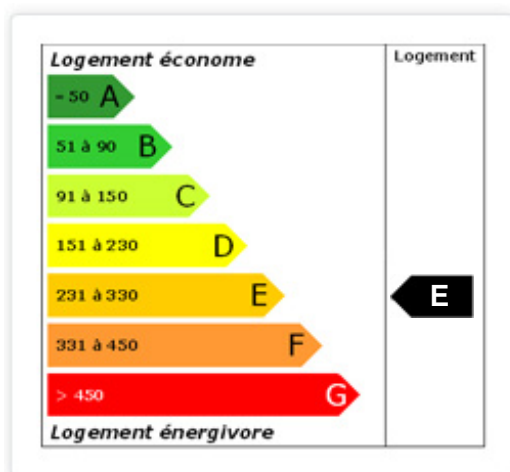 Logement économe
Logement
- 50 A
51 à 90 B
91 à 150 C
151 à 230 D
231 à 330 E
E
331 à 450 F
> 450 G
Logement énergivore